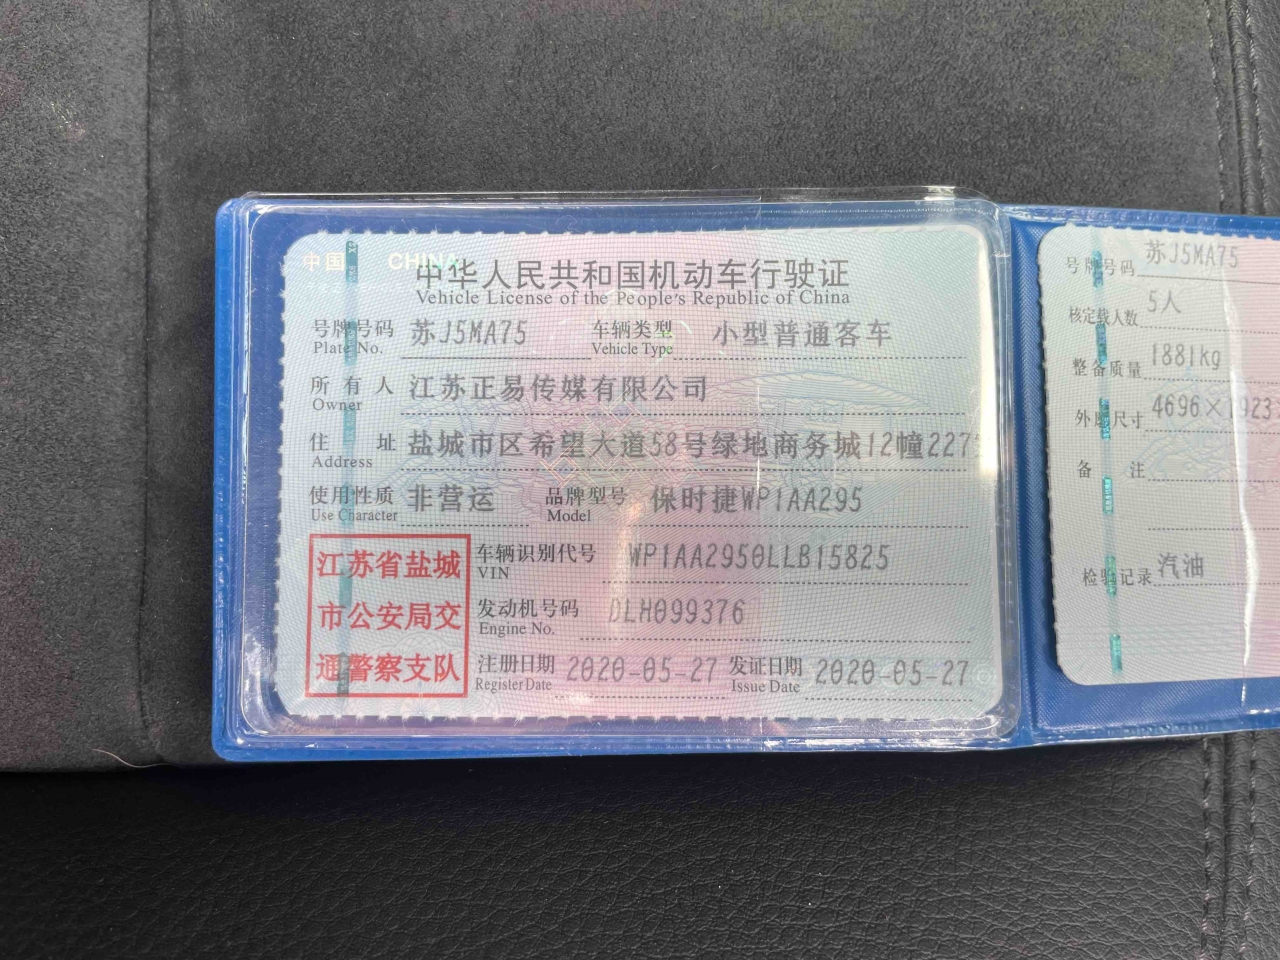 中国 CHINA
中华人民共和国机动车行驶证
Vehicle License of the People's Republic of China
号牌号码 苏J5MA75 车辆类型 小型普通客车
Plate No. Vehicle Type
所有人 江苏正易传媒有限公司
Owner
住址 盐城市区希望大道58号绿地商务城12幢227
Address
使用性质 非营运 品牌型号 保时捷WP1AA295
Use Character Model
江苏省盐城
市公安局交
通警察支队
车辆识别代号 WP1AA2950LLB15825
VIN
发动机号码 DLH099376
Engine No.
注册日期 2020-05-27 发证日期 2020-05-27
Register Date Issue Date
号牌号码 苏J5MA75
核定载人数 5人
整备质量 1881kg
外廓尺寸 4696×1923
备注
检验记录 汽油